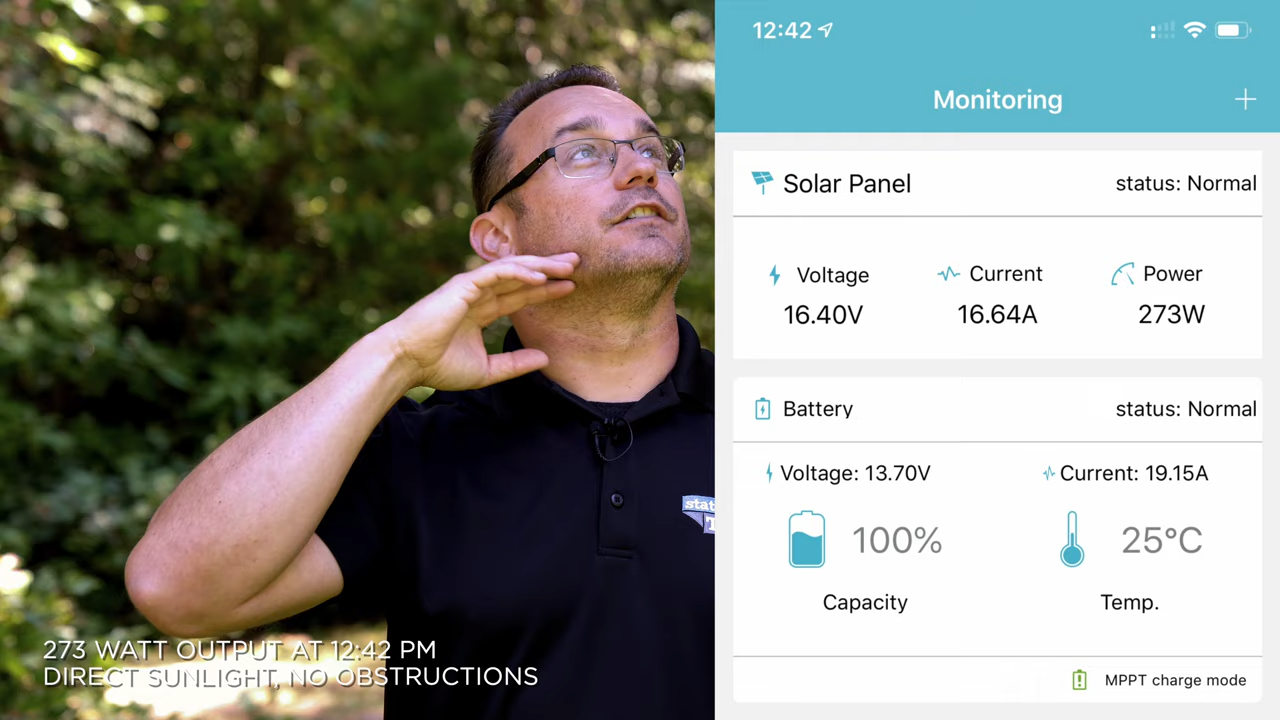 12:42
Monitoring
Solar Panel
status: Normal
Voltage
Current
Power
16.40V
16.64A
273W
Battery
status: Normal
Voltage: 13.70V
Current: 19.15A
100%
25°C
Capacity
Temp.
MPPT charge mode
stat
T
273 WATT OUTPUT AT 12:42 PM
DIRECT SUNLIGHT, NO OBSTRUCTIONS